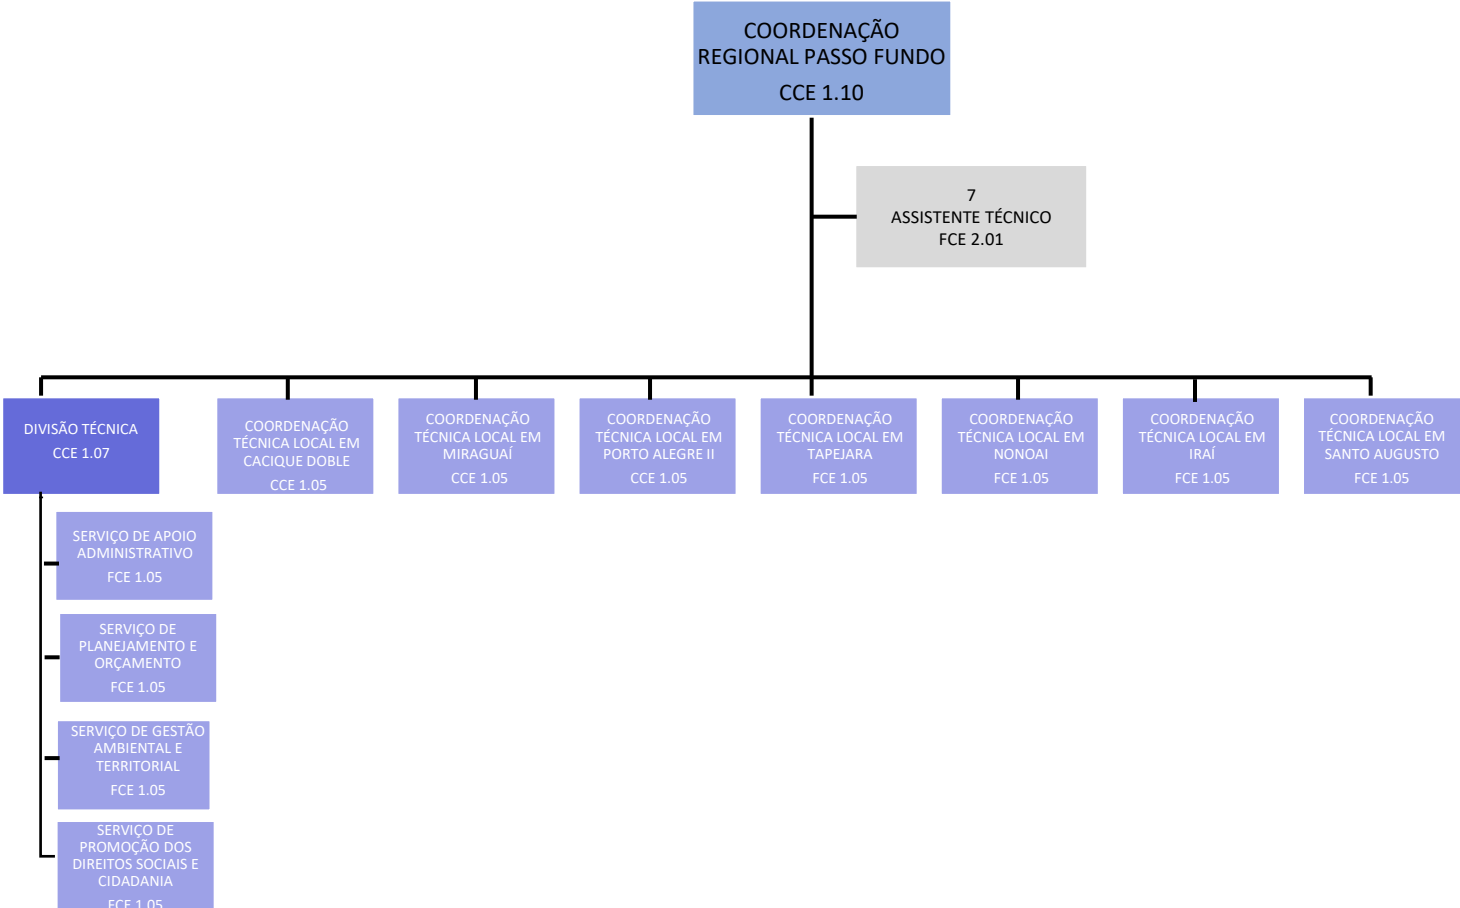 COORDENAÇÃO
REGIONAL PASSO FUNDO
CCE 1.10
7
ASSISTENTE TÉCNICO
FCE 2.01
DIVISÃO TÉCNICA
CCE 1.07
COORDENAÇÃO
TÉCNICA LOCAL EM
CACIQUE DOBLE
CCE 1.05
COORDENAÇÃO
TÉCNICA LOCAL EM
MIRAGUAÍ
CCE 1.05
COORDENAÇÃO
TÉCNICA LOCAL EM
PORTO ALEGRE II
CCE 1.05
COORDENAÇÃO
TÉCNICA LOCAL EM
TAPEJARA
FCE 1.05
COORDENAÇÃO
TÉCNICA LOCAL EM
NONOAI
FCE 1.05
COORDENAÇÃO
TÉCNICA LOCAL EM
IRAÍ
FCE 1.05
COORDENAÇÃO
TÉCNICA LOCAL EM
SANTO AUGUSTO
FCE 1.05
SERVIÇO DE APOIO
ADMINISTRATIVO
FCE 1.05
SERVIÇO DE
PLANEJAMENTO E
ORÇAMENTO
FCE 1.05
SERVIÇO DE GESTÃO
AMBIENTAL E
TERRITORIAL
FCE 1.05
SERVIÇO DE
PROMOÇÃO DOS
DIREITOS SOCIAIS E
CIDADANIA
FCE 1.05